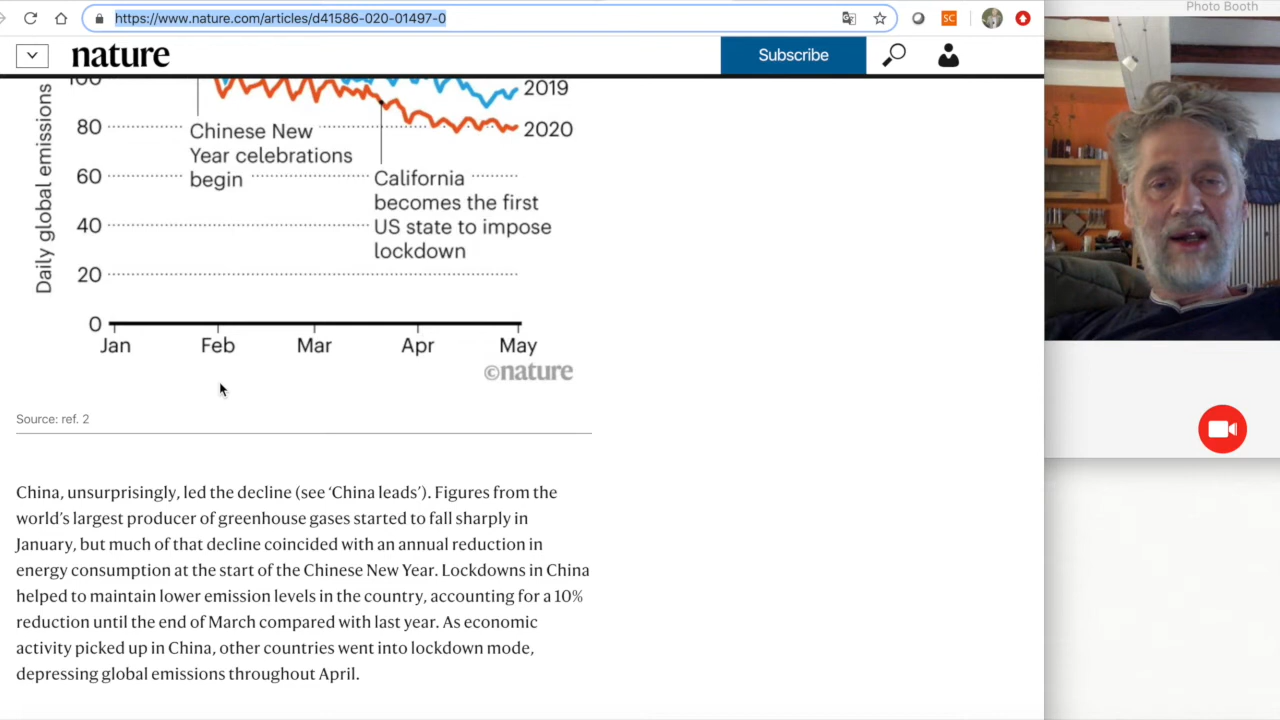 Photo Booth
https://www.nature.com/articles/d41586-020-01497-0
SC
nature
Subscribe
Daily global emissions
100
80
60
40
20
0
2019
2020
Chinese New
Year celebrations
begin
California
becomes the first
US state to impose
lockdown
Jan Feb Mar Apr May
©nature
Source: ref. 2
China, unsurprisingly, led the decline (see ‘China leads’). Figures from the
world’s largest producer of greenhouse gases started to fall sharply in
January, but much of that decline coincided with an annual reduction in
energy consumption at the start of the Chinese New Year. Lockdowns in China
helped to maintain lower emission levels in the country, accounting for a 10%
reduction until the end of March compared with last year. As economic
activity picked up in China, other countries went into lockdown mode,
depressing global emissions throughout April.